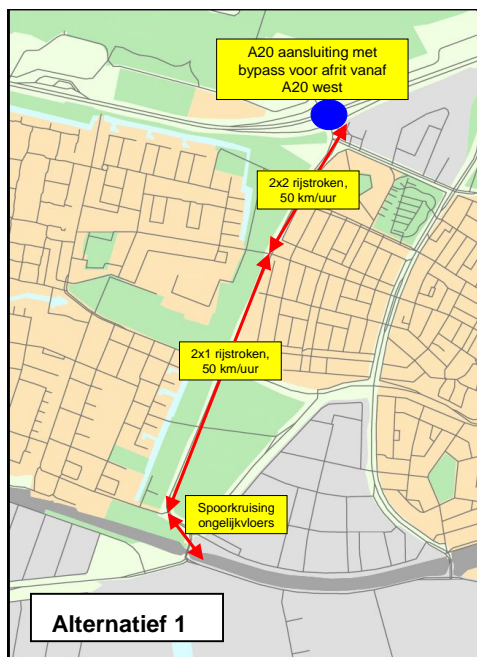 A20 aansluiting met
bypass voor afrit vanaf
A20 west
2x2 rijstroken,
50 km/uur
2x1 rijstroken,
50 km/uur
Spoorkruising
ongelijkvloers
Alternatief 1